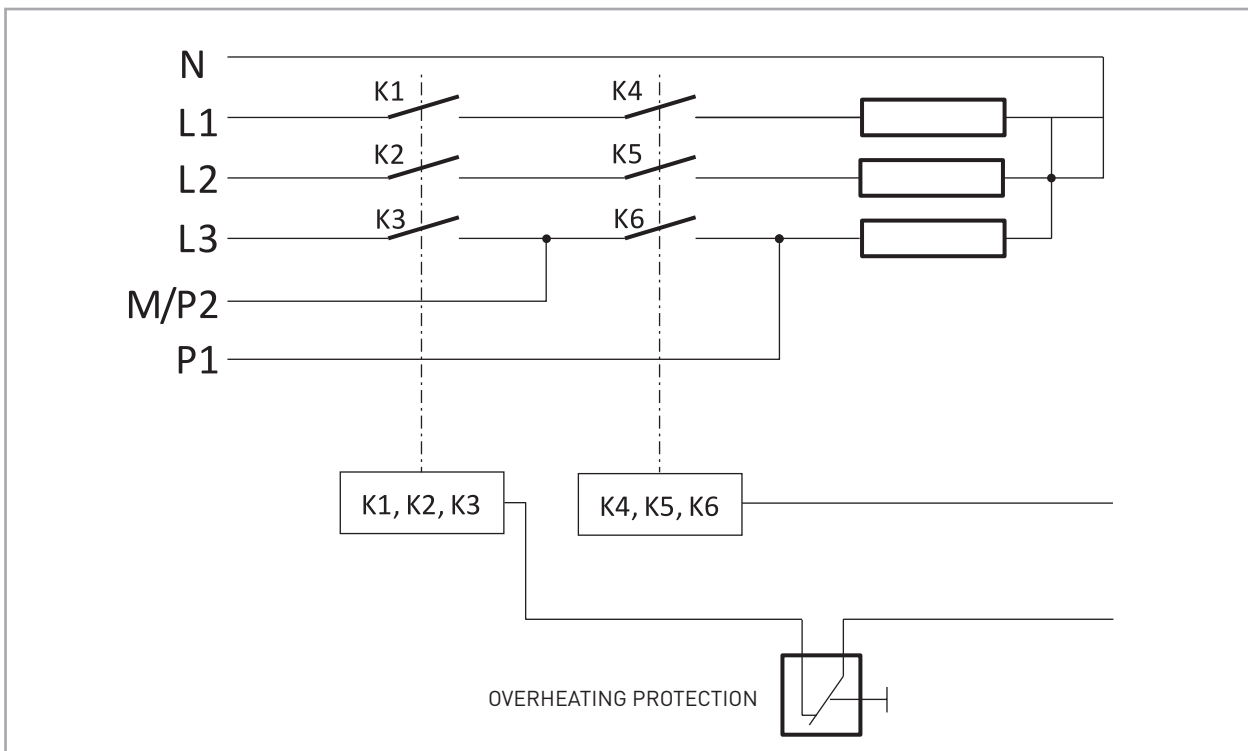 N
K1
K4
L1
K2
K5
L2
K3
K6
L3
M/P2
P1
K1, K2, K3
K4, K5, K6
OVERHEATING PROTECTION